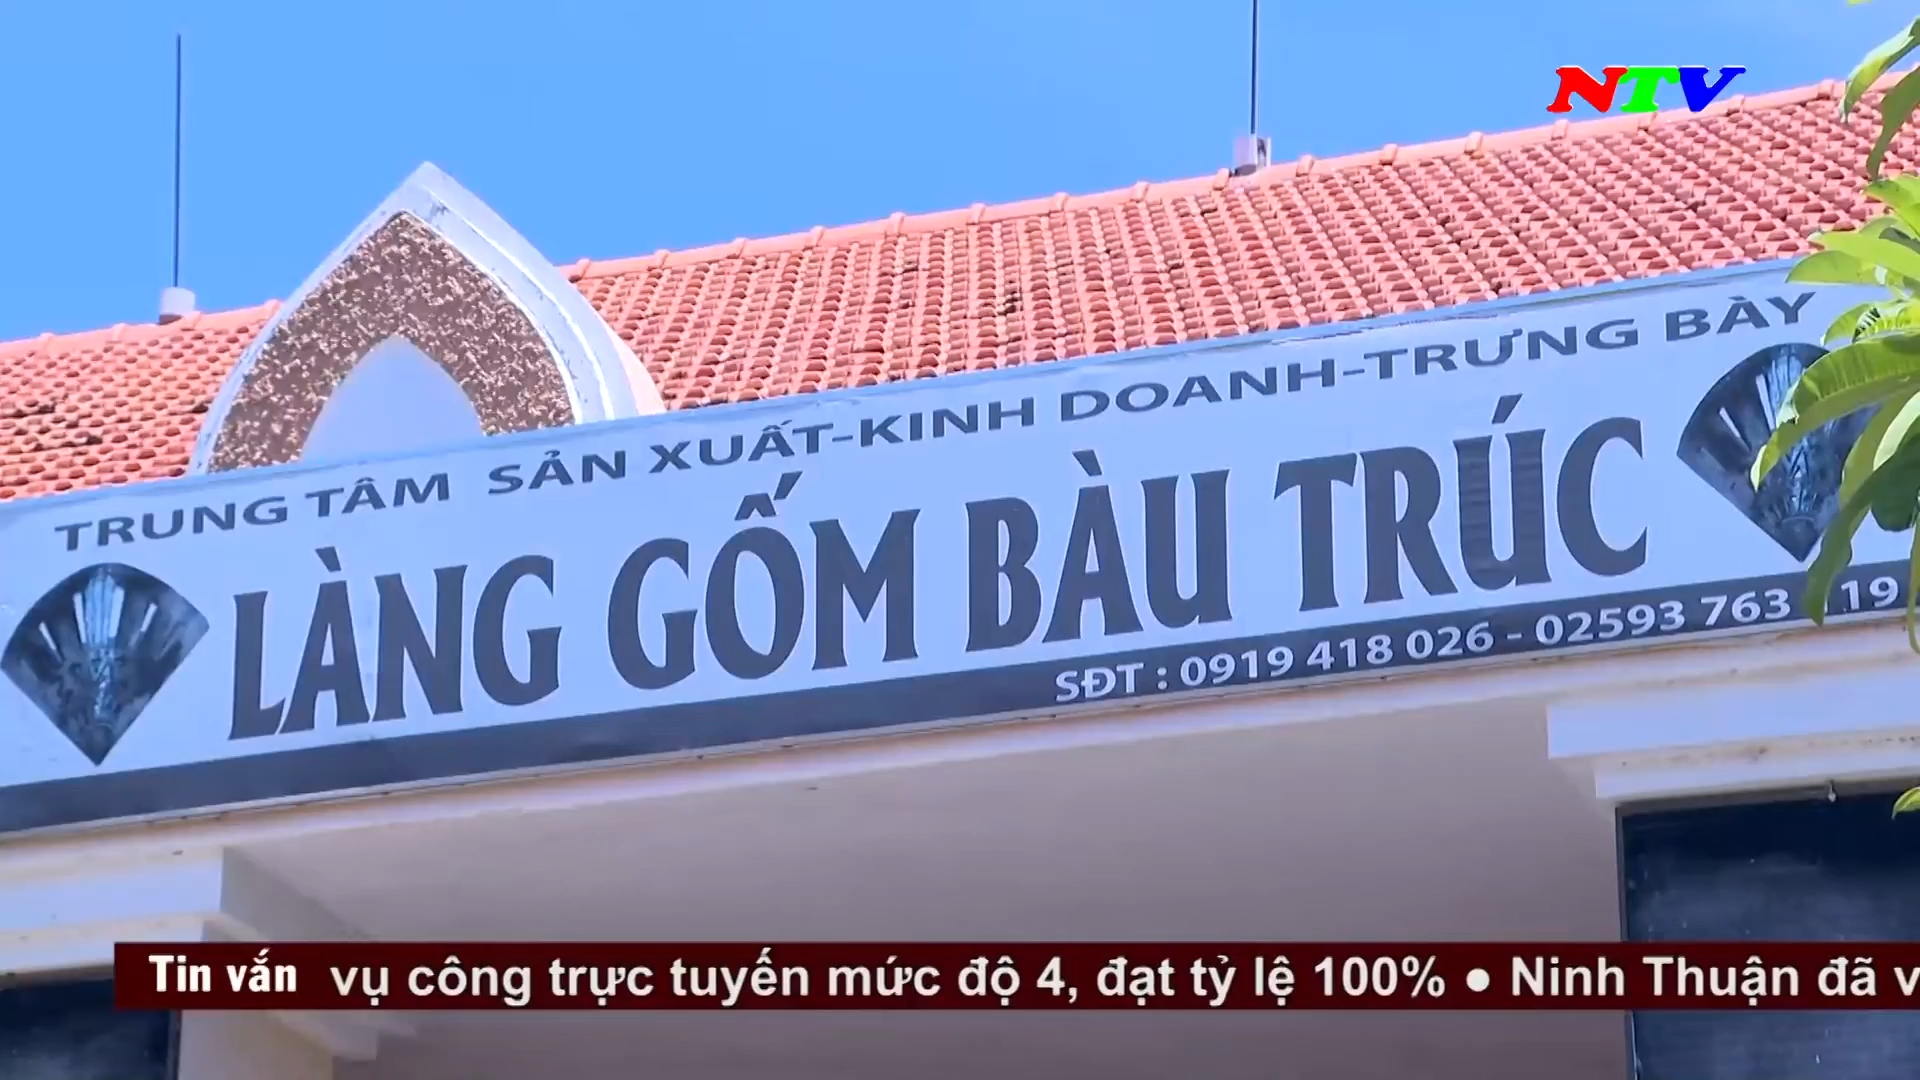 NTV
TRUNG TÂM SẢN XUẤT-KINH DOANH-TRƯNG BÀY
LÀNG GỐM BÀU TRÚC
SĐT : 0919 418 026 - 02593 763 119
Tin vắn vụ công trực tuyến mức độ 4, đạt tỷ lệ 100% ● Ninh Thuận đã v